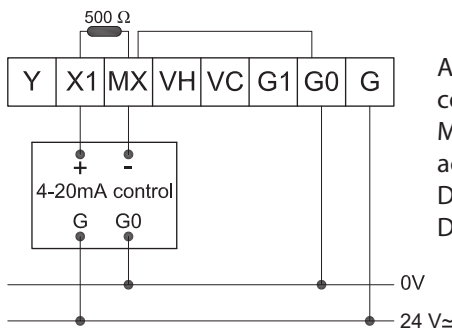 500 Ω
Y X1 MX VH VC G1 G0 G
+ -
4-20mA control
G G0
0V
24 V≃
A
co
M
ac
D
D